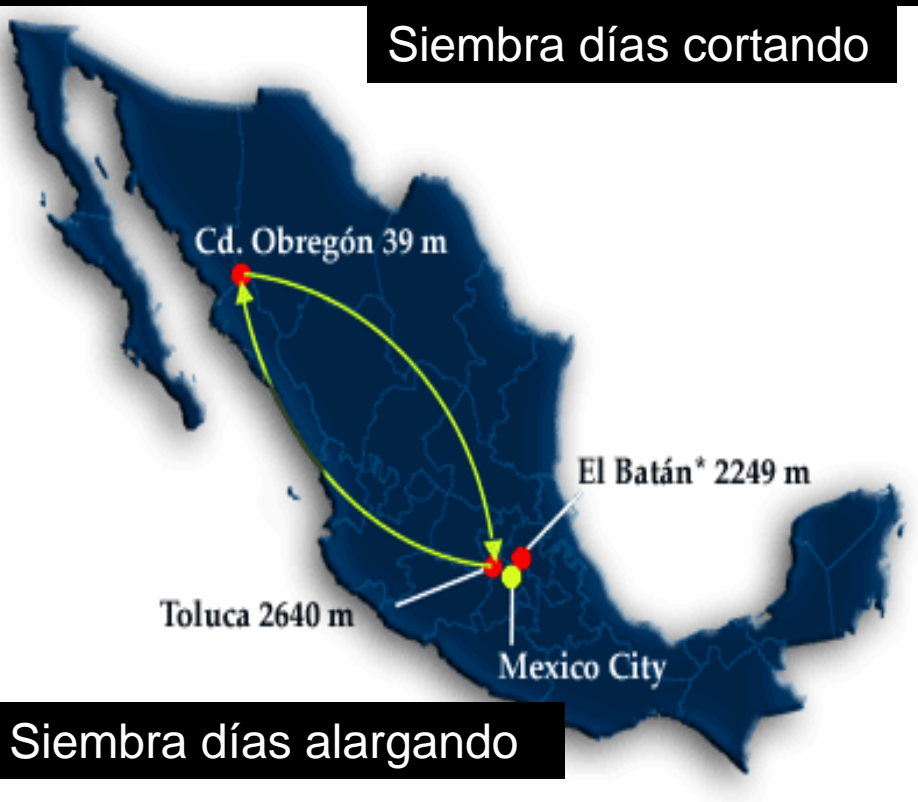 Siembra días cortando
Cd. Obregón 39 m
El Batán* 2249 m
Toluca 2640 m
Mexico City
Siembra días alargando